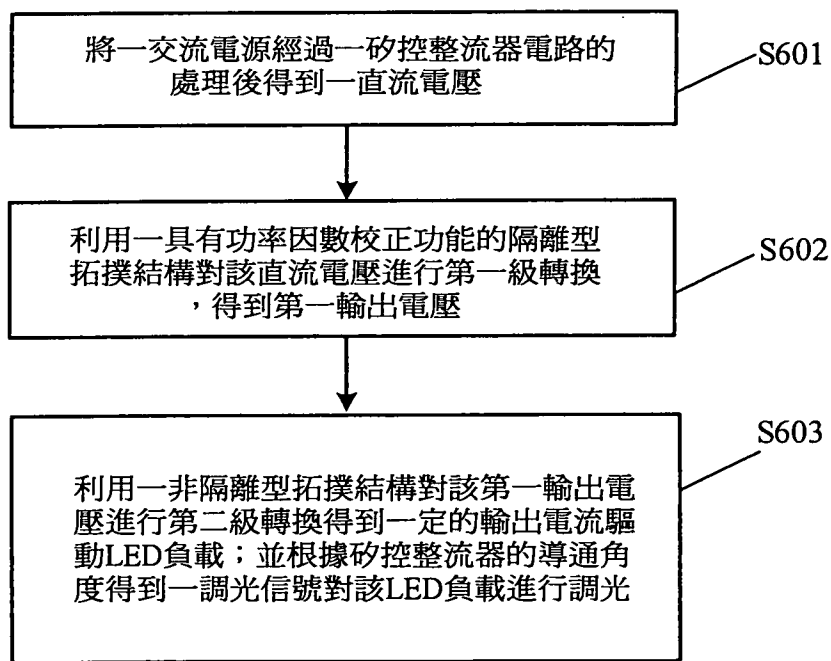 將一交流電源經過一矽控整流器電路的
處理後得到一直流電壓
S601
利用一具有功率因數校正功能的隔離型
拓撲結構對該直流電壓進行第一級轉換
，得到第一輸出電壓
S602
利用一非隔離型拓撲結構對該第一輸出電
壓進行第二級轉換得到一定的輸出電流驅
動LED負載；並根據矽控整流器的導通角
度得到一調光信號對該LED負載進行調光
S603